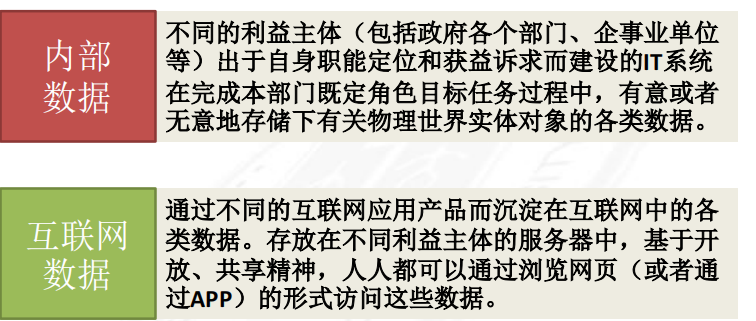 内部
数据
不同的利益主体（包括政府各个部门、企事业单位
等）出于自身职能定位和获益诉求而建设的IT系统
在完成本部门既定角色目标任务过程中，有意或者
无意地存储下有关物理世界实体对象的各类数据。
互联网
数据
通过不同的互联网应用产品而沉淀在互联网中的各
类数据。存放在不同利益主体的服务器中，基于开
放、共享精神，人人都可以通过浏览网页（或者通
过APP）的形式访问这些数据。